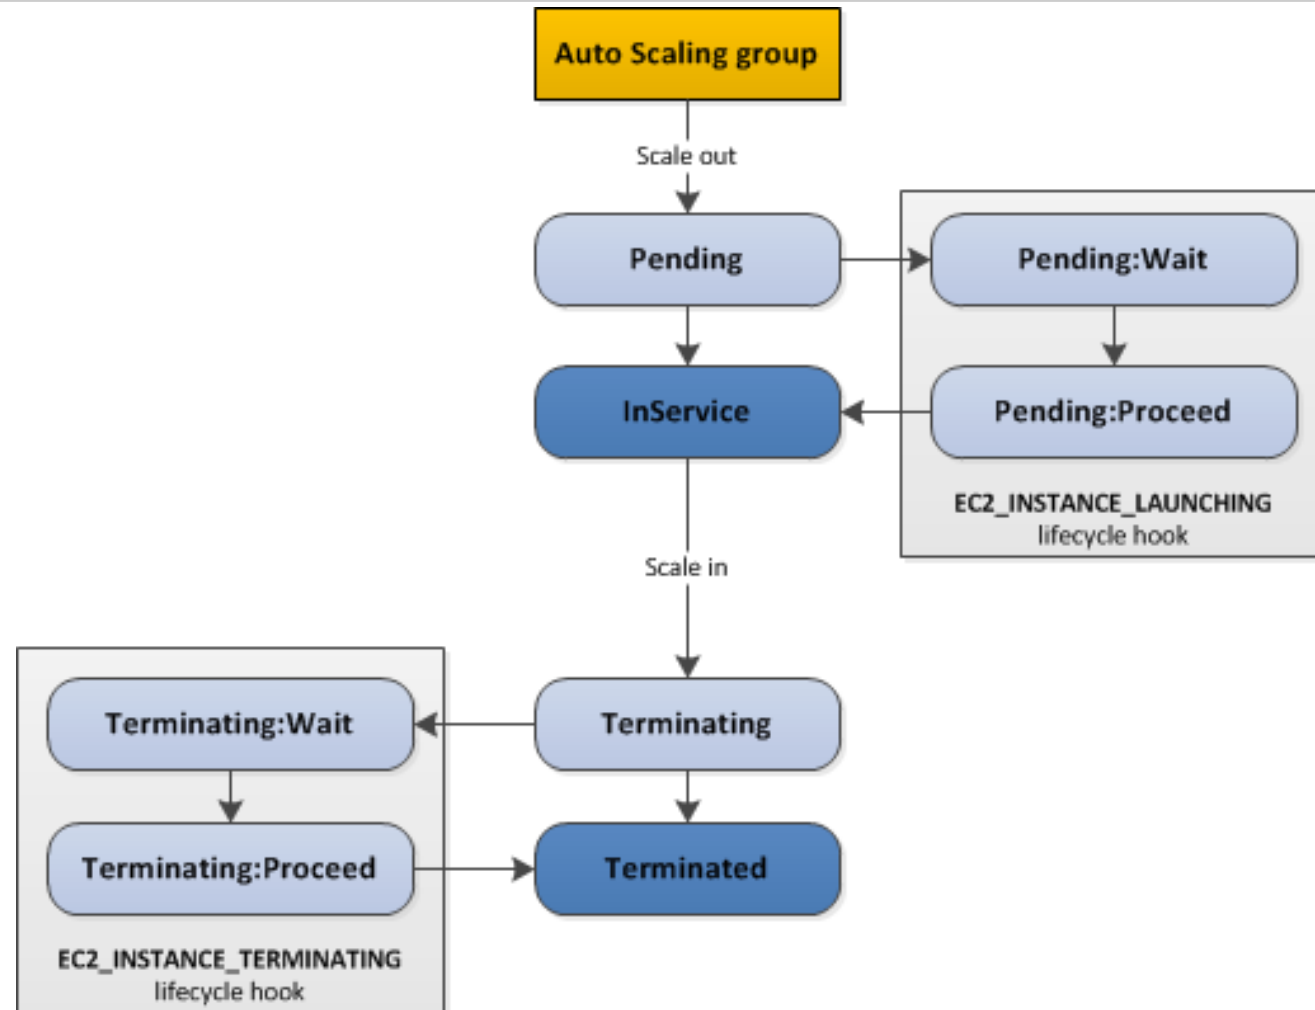 Auto Scaling group
Scale out
Pending
Pending:Wait
InService
Pending:Proceed
EC2_INSTANCE_LAUNCHING
lifecycle hook
Scale in
Terminating:Wait
Terminating
Terminating:Proceed
Terminated
EC2_INSTANCE_TERMINATING
lifecycle hook